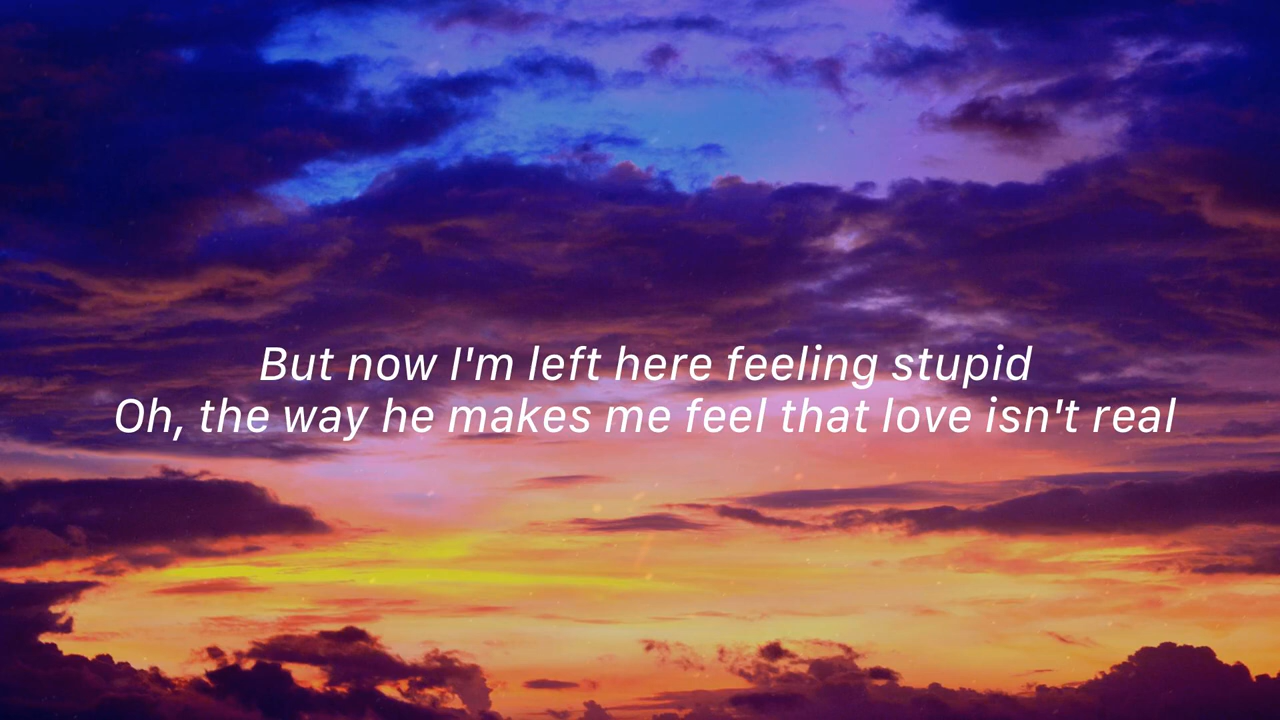 But now I'm left here feeling stupid
Oh, the way he makes me feel that love isn't real